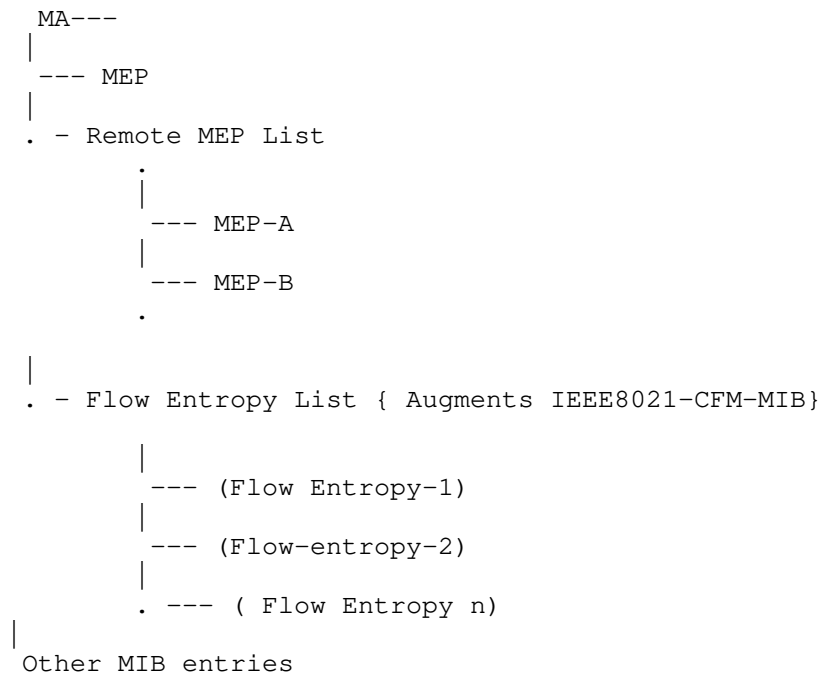 MA---
|
--- MEP
|
. - Remote MEP List
.
|
--- MEP-A
|
--- MEP-B
.
|
. - Flow Entropy List { Augments IEEE8021-CFM-MIB}
|
--- (Flow Entropy-1)
|
--- (Flow-entropy-2)
|
. --- ( Flow Entropy n)
|
Other MIB entries